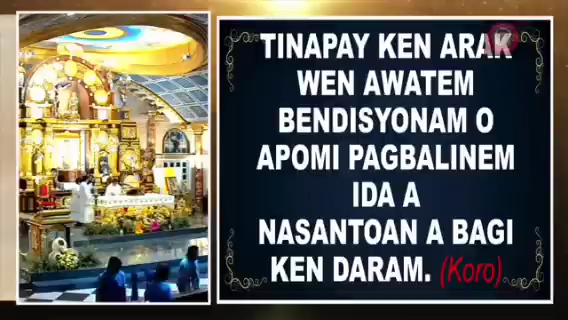 TINAPAY KEN ARAK
WEN AWATEM
BENDISYONAM O
APOMI PAGBALINEM
IDA A
NASANTOAN A BAGI
KEN DARAM. (Koro)